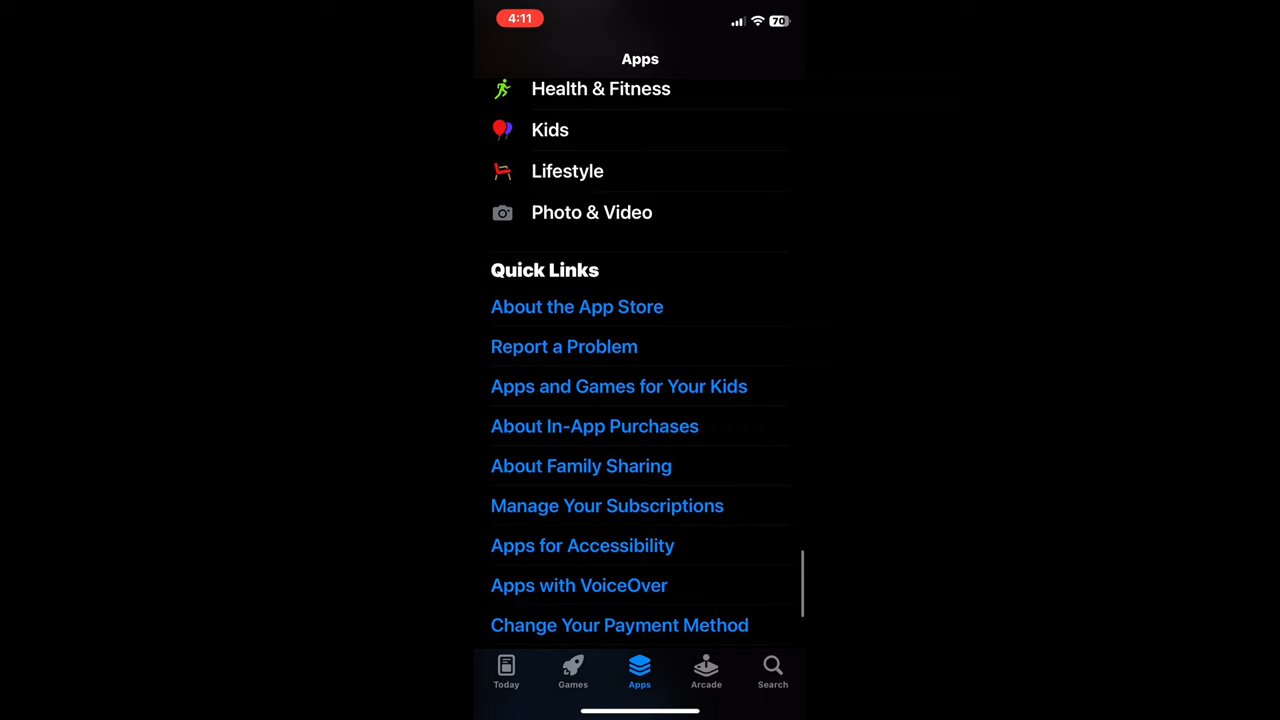 4:11
70
Apps
Health & Fitness
Kids
Lifestyle
Photo & Video
Quick Links
About the App Store
Report a Problem
Apps and Games for Your Kids
About In-App Purchases
About Family Sharing
Manage Your Subscriptions
Apps for Accessibility
Apps with VoiceOver
Change Your Payment Method
Today Games Apps Arcade Search